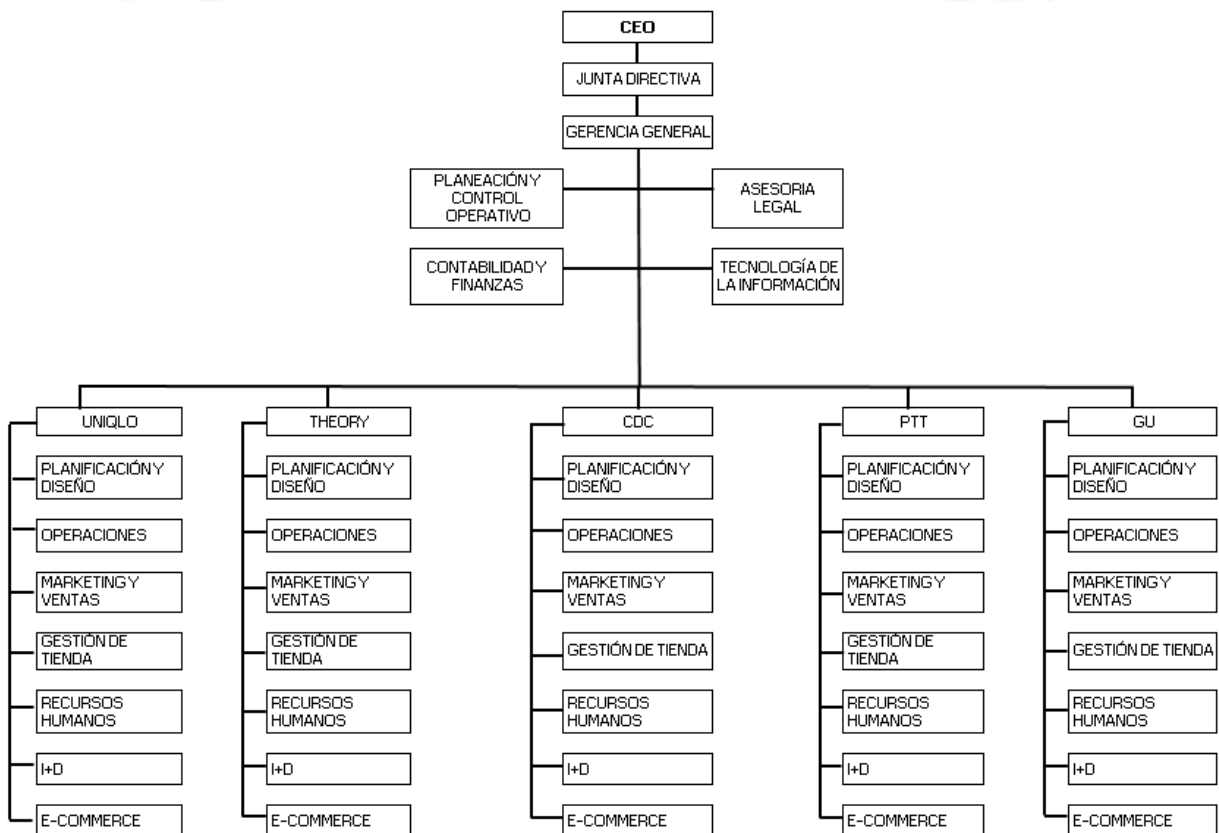 CEO
JUNTA DIRECTIVA
GERENCIA GENERAL
PLANEACIÓN Y
CONTROL
OPERATIVO
ASESORIA
LEGAL
CONTABILIDAD Y
FINANZAS
TECNOLOGÍA DE
LA INFORMACIÓN
UNIQLO
PLANIFICACIÓN Y
DISEÑO
OPERACIONES
MARKETING Y
VENTAS
GESTIÓN DE
TIENDA
RECURSOS
HUMANOS
I+D
E-COMMERCE
THEORY
PLANIFICACIÓN Y
DISEÑO
OPERACIONES
MARKETING Y
VENTAS
GESTIÓN DE
TIENDA
RECURSOS
HUMANOS
I+D
E-COMMERCE
CDC
PLANIFICACIÓN Y
DISEÑO
OPERACIONES
MARKETING Y
VENTAS
GESTIÓN DE TIENDA
RECURSOS
HUMANOS
I+D
E-COMMERCE
PTT
PLANIFICACIÓN Y
DISEÑO
OPERACIONES
MARKETING Y
VENTAS
GESTIÓN DE
TIENDA
RECURSOS
HUMANOS
I+D
E-COMMERCE
GU
PLANIFICACIÓN Y
DISEÑO
OPERACIONES
MARKETING Y
VENTAS
GESTIÓN DE TIENDA
RECURSOS
HUMANOS
I+D
E-COMMERCE